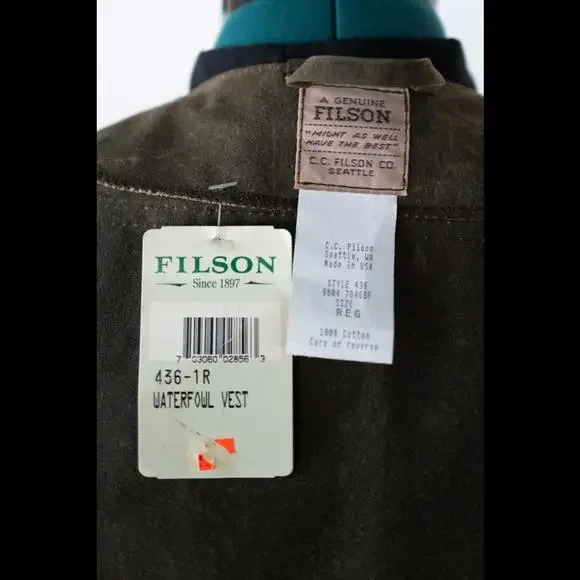 A GENUINE
FILSON
"MIGHT AS WELL
HAVE THE BEST"
C.C. FILSON CO.
SEATTLE
C.C. Filson
Seattle, WA
Made in USA
STYLE 436
SIZE
REG
100% Cotton
Care on reverse
FILSON
Since 1897
7 03060 02856 3
436-1R
WATERFOWL VEST